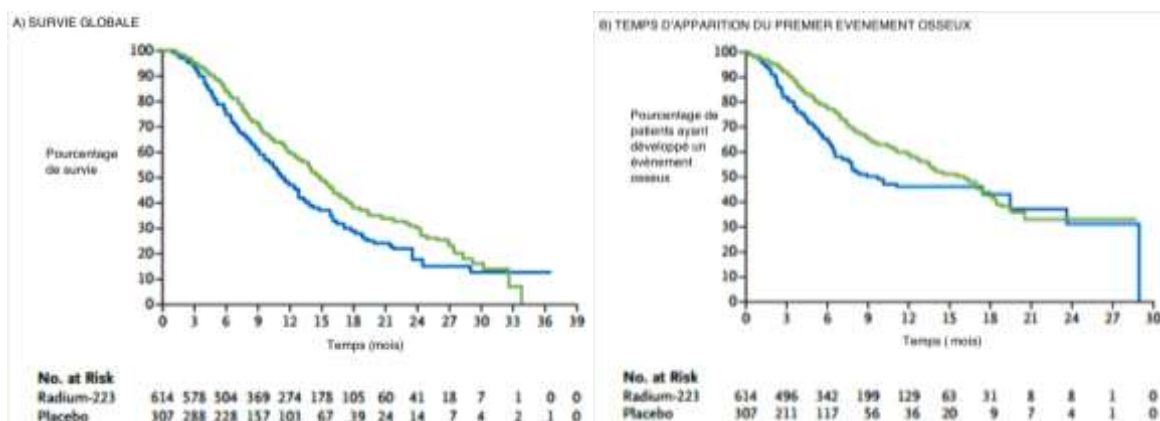 A) SURVIE GLOBALE
100
90
80
70
60
50
40
30
20
10
0
Pourcentage
de survie
0 3 6 9 12 15 18 21 24 27 30 33 36 39
Temps (mois)
No. at Risk
Radium-223 614 578 504 369 274 178 105 60 41 18 7 1 0 0
Placebo 307 288 228 157 103 67 39 24 14 7 4 2 1 0
B) TEMPS D'APPARITION DU PREMIER EVENEMENT OSSEUX
100
90
80
70
60
50
40
30
20
10
0
Pourcentage de
patients ayant
développé un
évènement
osseux
0 3 6 9 12 15 18 21 24 27 30
Temps ( mois)
No. at Risk
Radium-223 614 496 342 199 129 63 31 8 8 1 0
Placebo 307 211 117 56 36 20 9 7 4 1 0